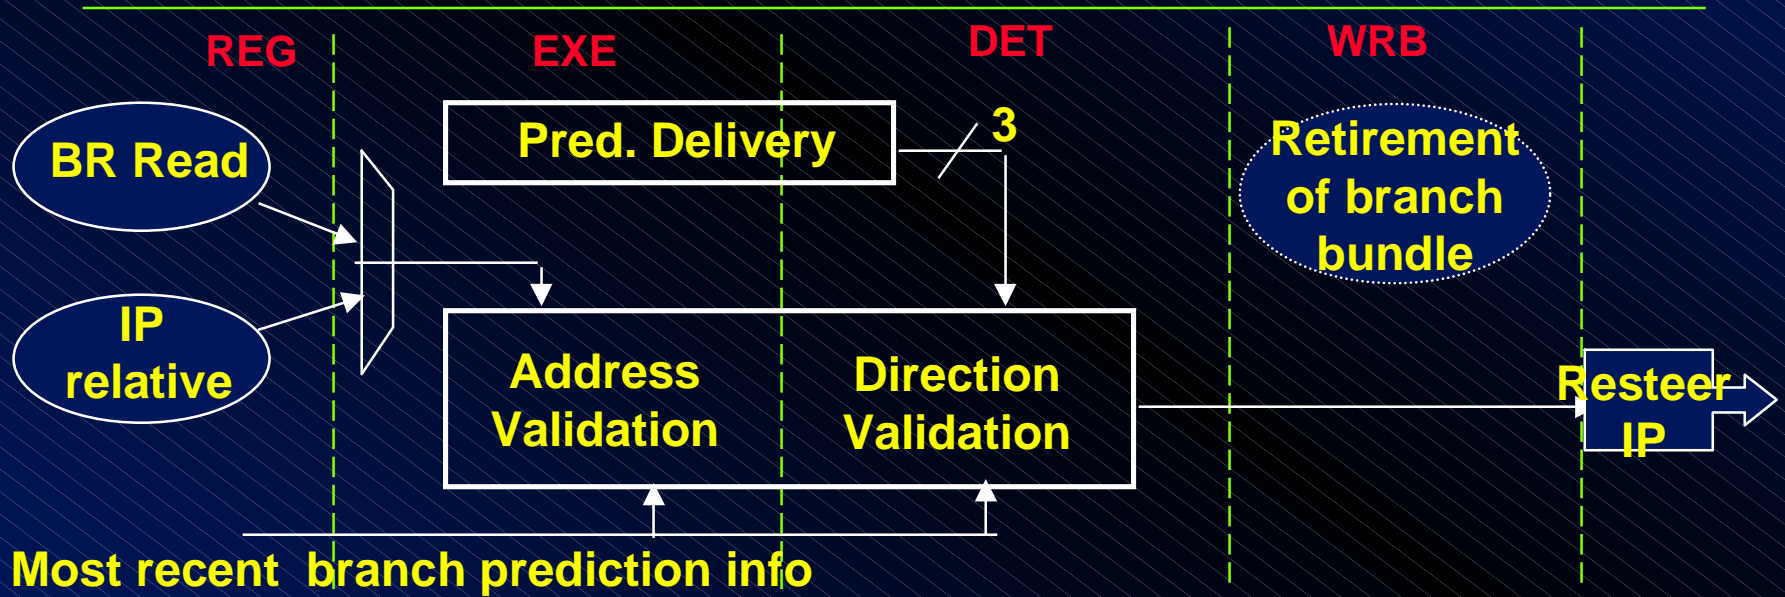 REG
EXE
DET
WRB
BR Read
Pred. Delivery
3
Retirement
of branch
bundle
IP
relative
Address
Validation
Direction
Validation
Resteer
IP
Most recent  branch prediction info